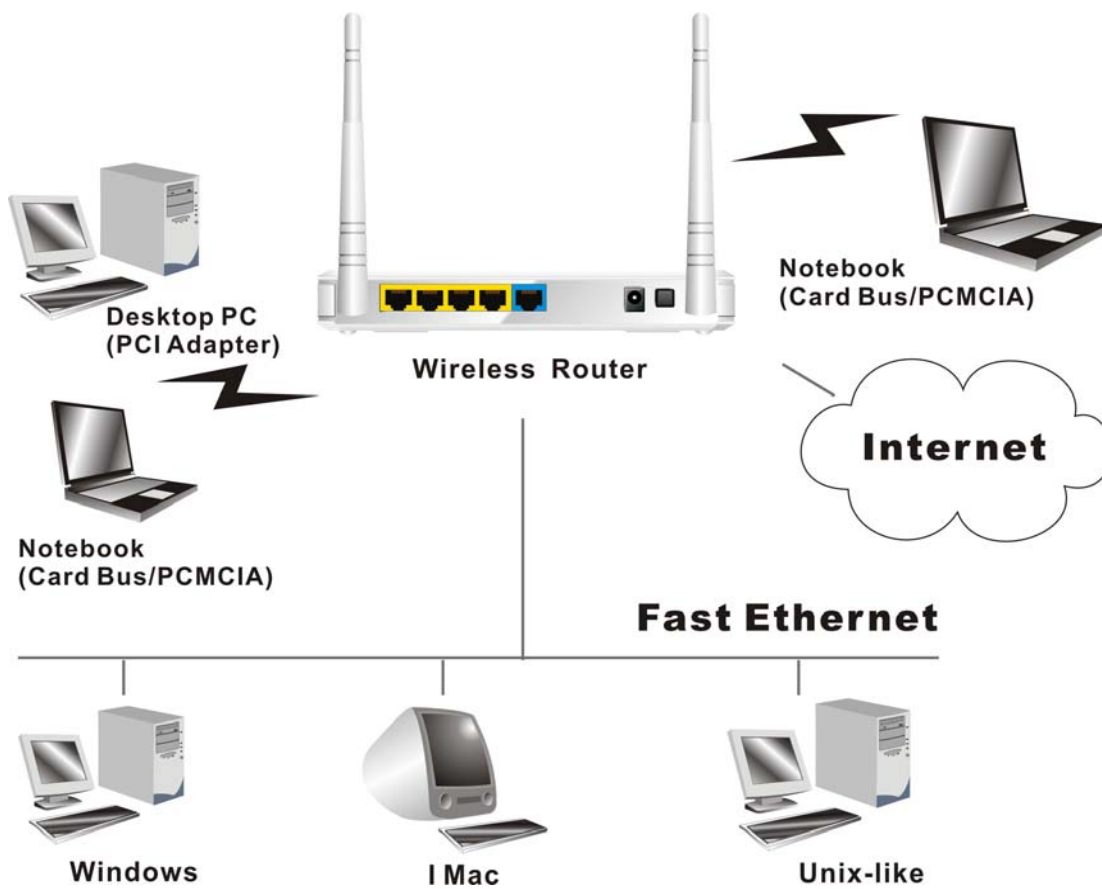 Notebook
(Card Bus/PCMCIA)
Desktop PC
(PCI Adapter)
Wireless Router
Internet
Notebook
(Card Bus/PCMCIA)
Fast Ethernet
Windows
I Mac
Unix-like